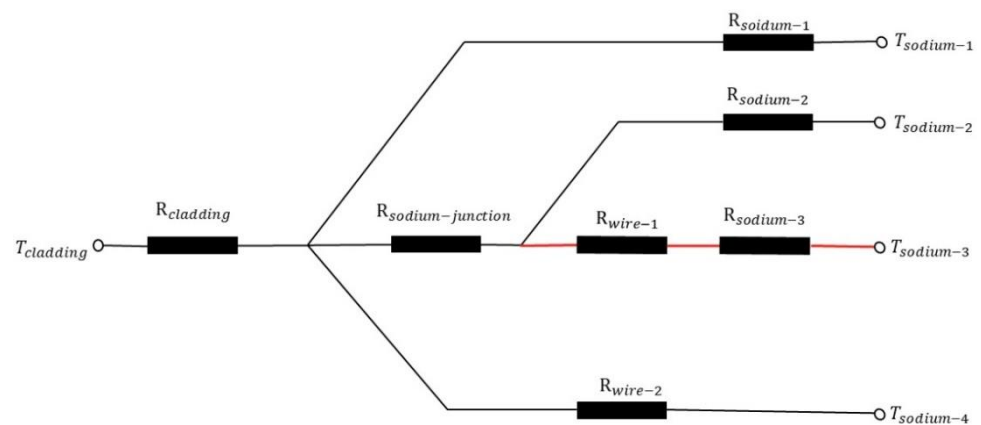 R_soidum−1
T_sodium−1
R_sodium−2
T_sodium−2
R_cladding
R_sodium−junction
R_wire−1
R_sodium−3
T_cladding
T_sodium−3
R_wire−2
T_sodium−4